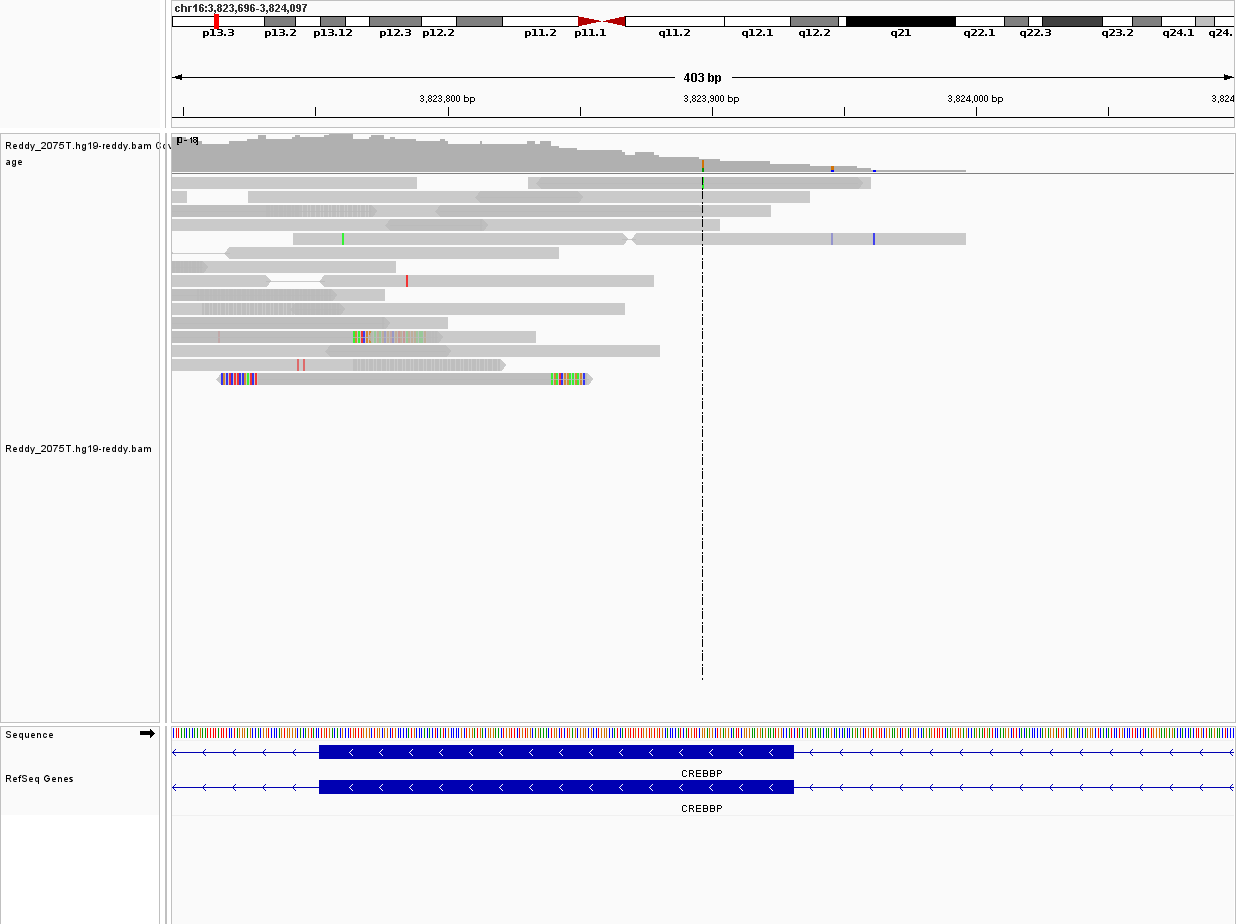 chr16:3,823,696-3,824,097
p13.3 p13.2 p13.12 p12.3 p12.2 p11.2 p11.1 q11.2 q12.1 q12.2 q21 q22.1 q22.3 q23.2 q24.1 q24.
403 bp
3,823,800 bp 3,823,900 bp 3,824,000 bp 3,824
Reddy_2075T.hg19-reddy.bam Cov
age
[0 - 18]
Reddy_2075T.hg19-reddy.bam
Sequence
RefSeq Genes
CREBBP
CREBBP